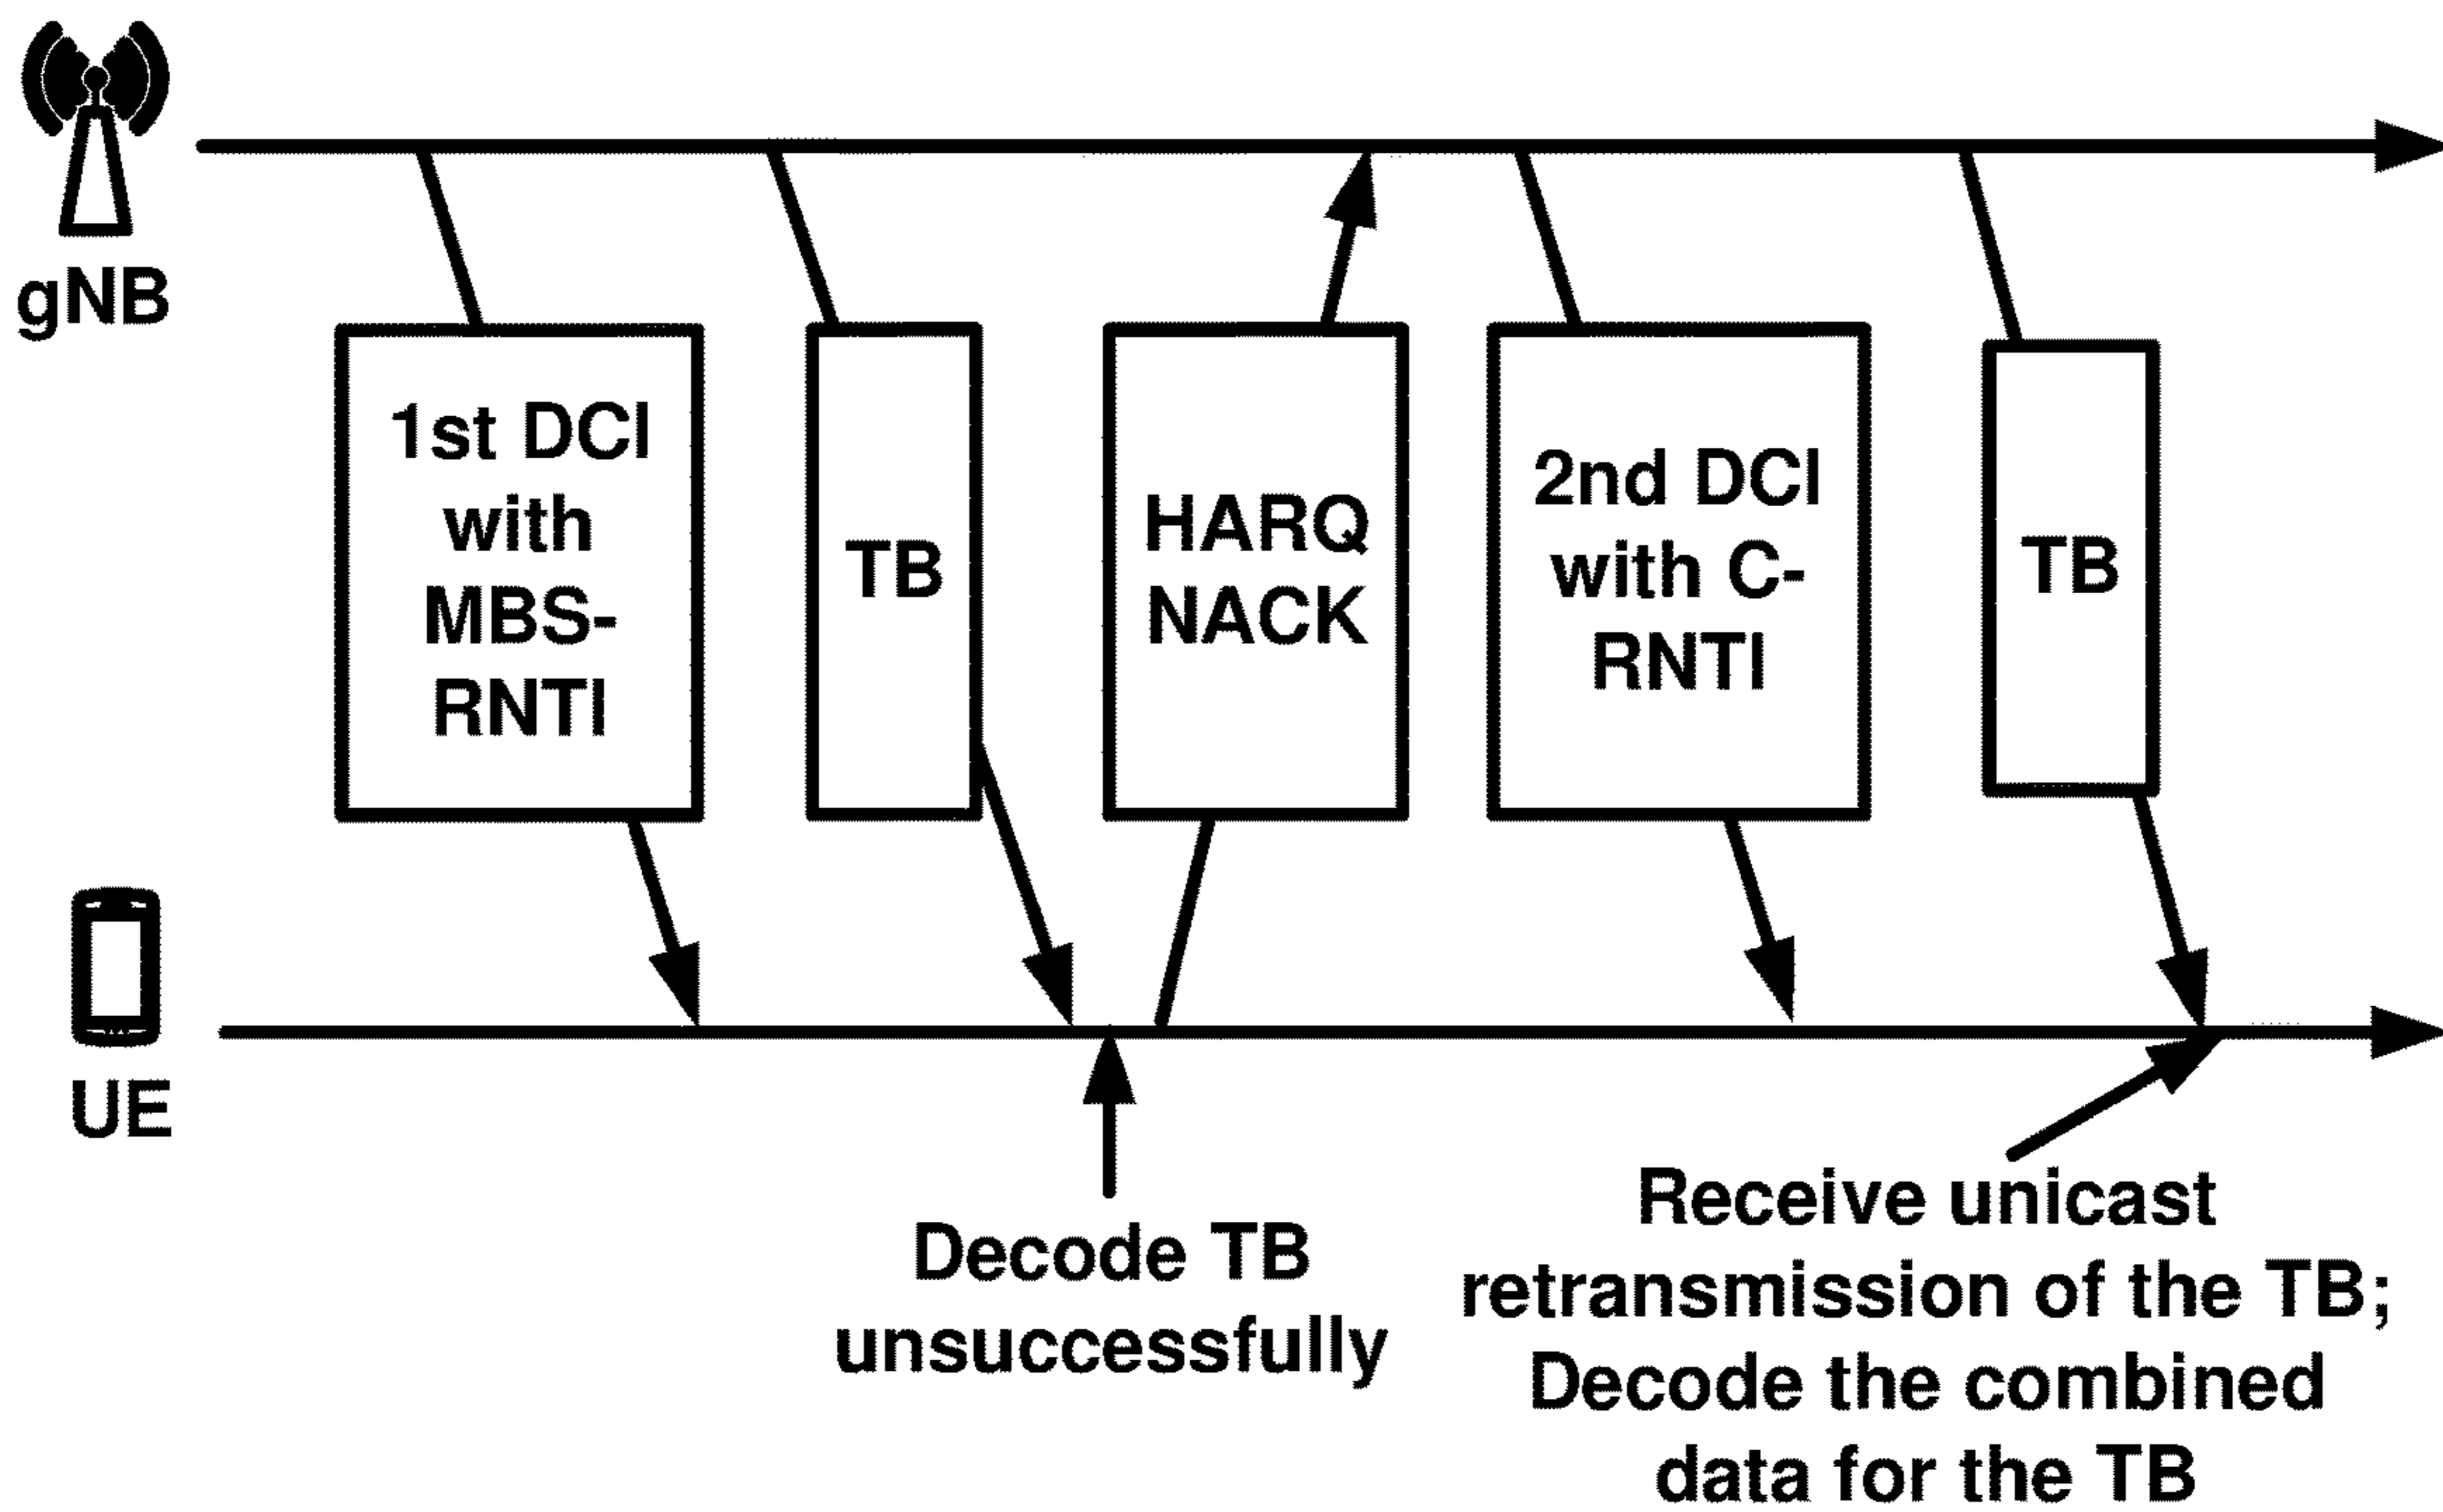 gNB
1st DCI
with
MBS-
RNTI
TB
HARQ
NACK
2nd DCI
with C-
RNTI
TB
UE
Decode TB
unsuccessfully
Receive unicast
retransmission of the TB;
Decode the combined
data for the TB